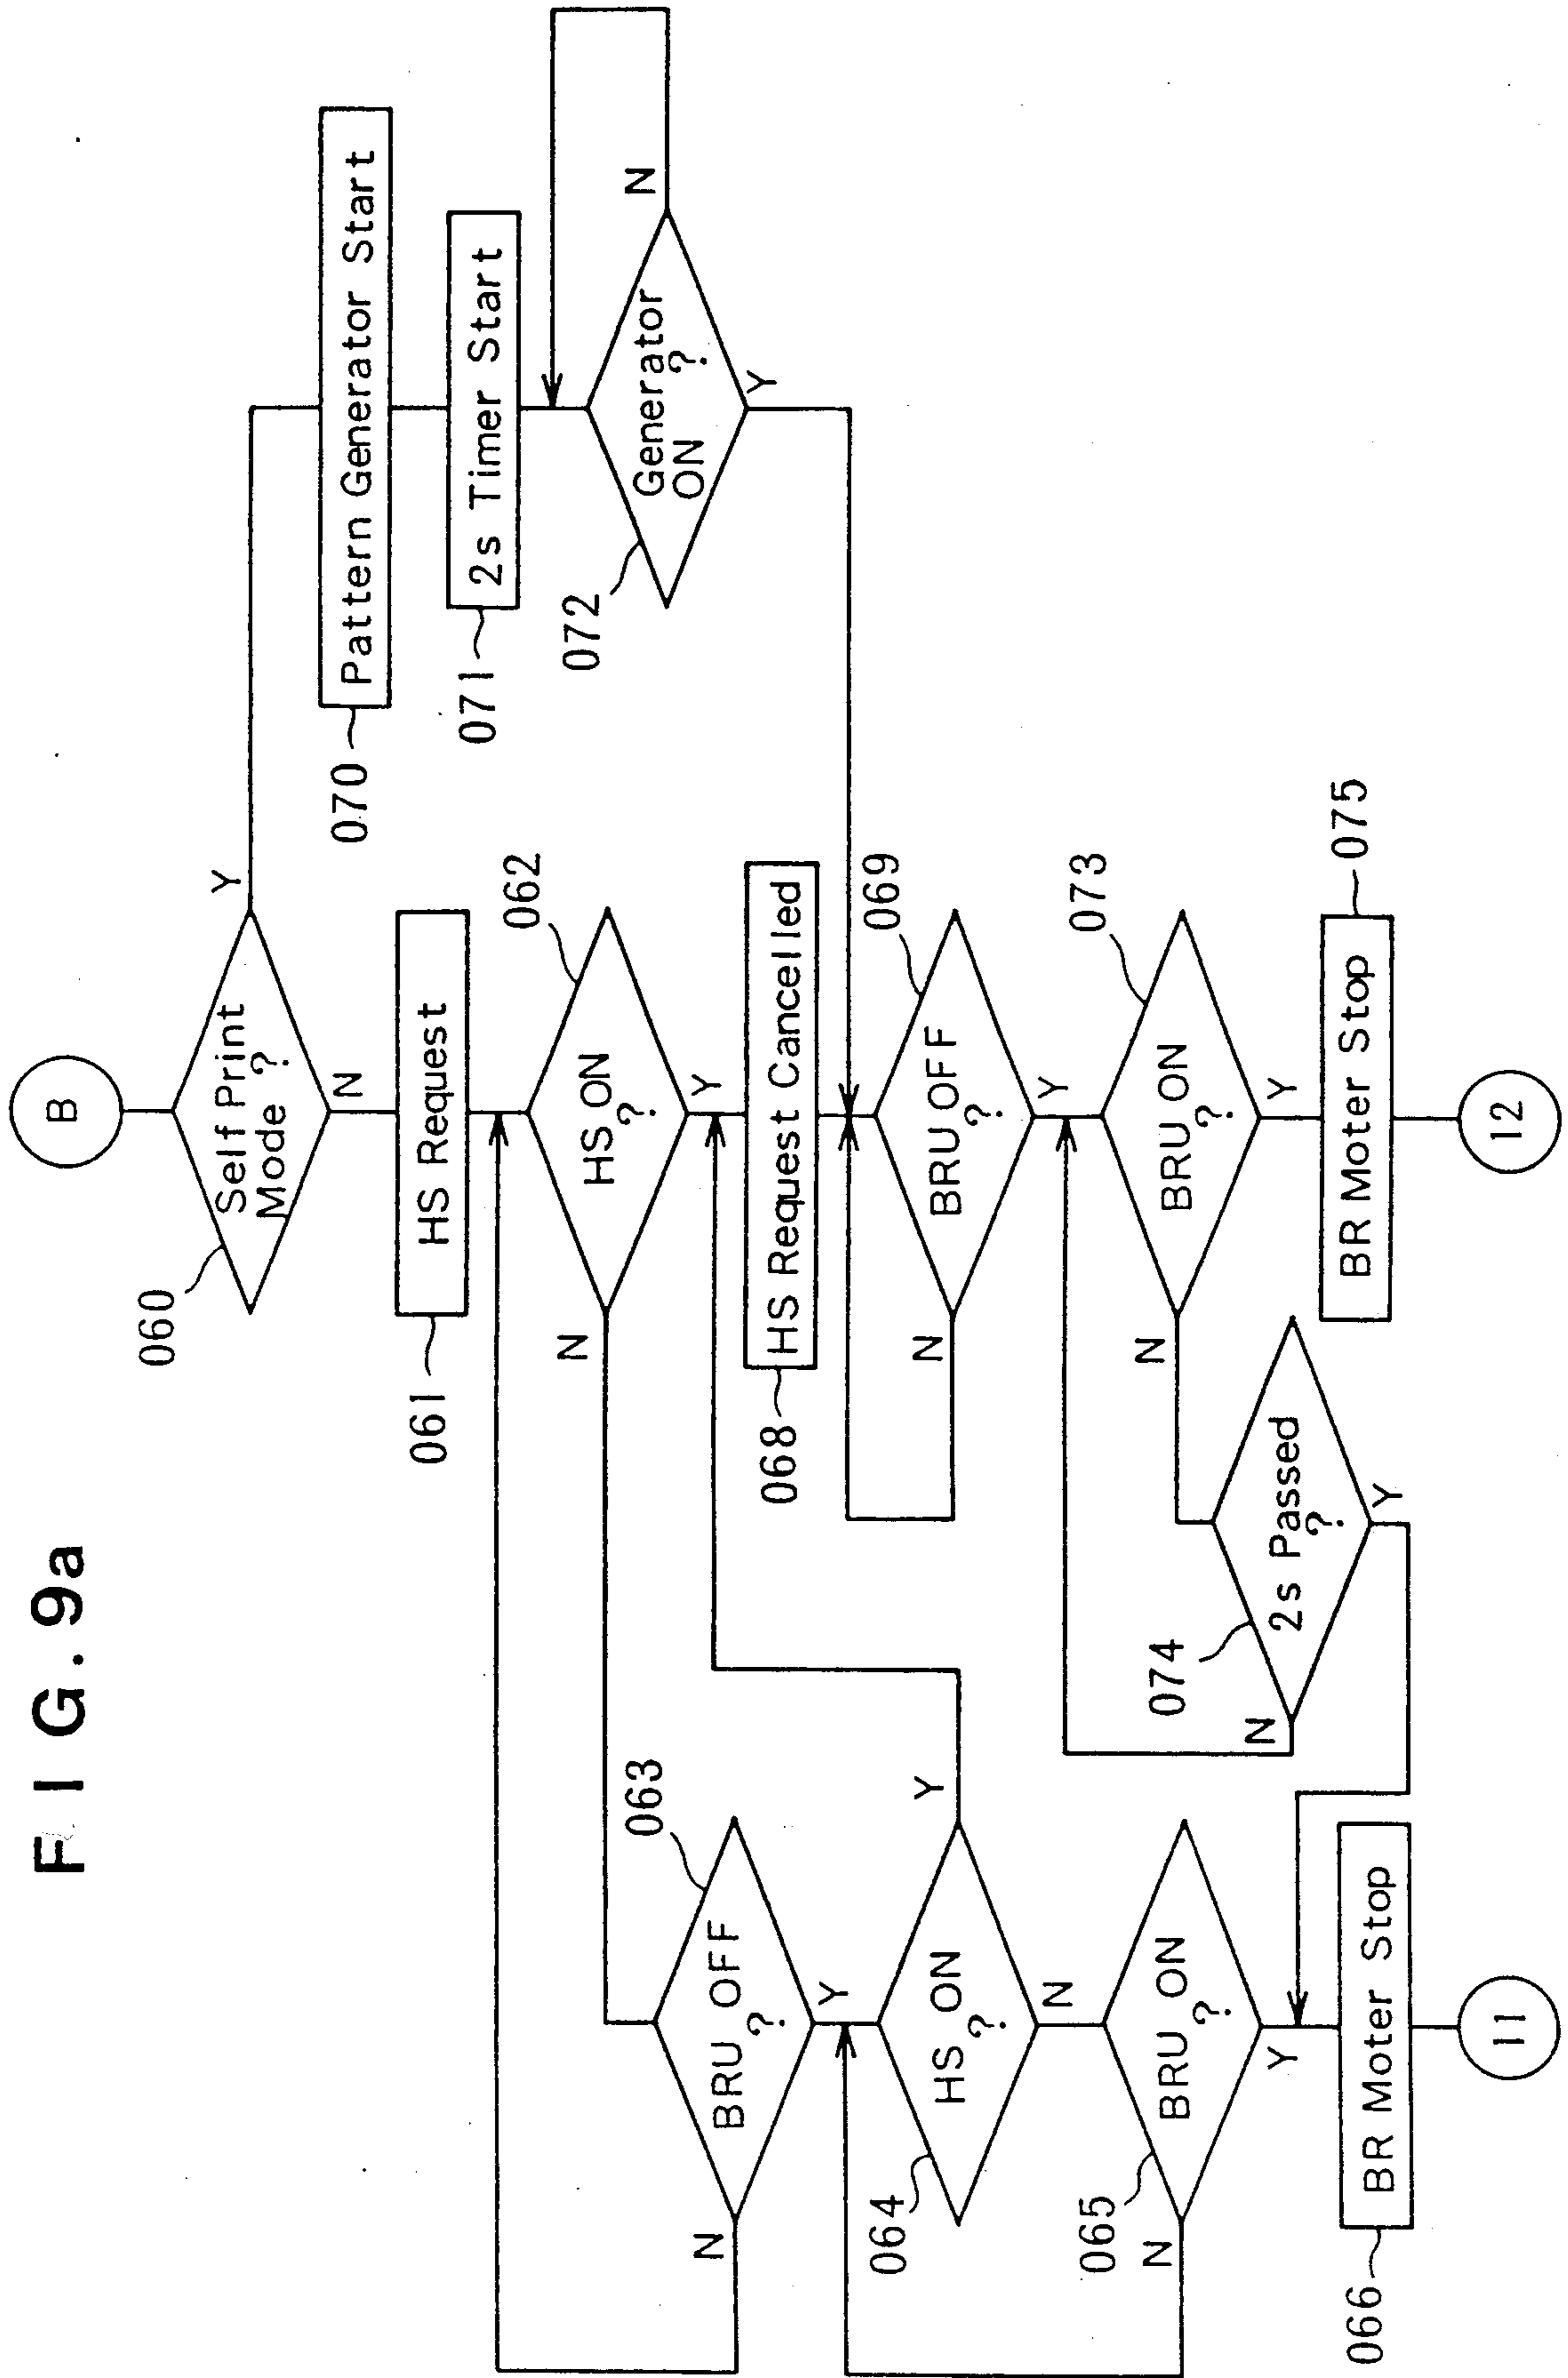 FIG. 9a
B
060
Self Print
Mode ?
Y
N
061
HS Request
070
Pattern Generator Start
071
2s Timer Start
072
Generator
ON ?
N
Y
062
HS ON
?
N
Y
063
BRU OFF
?
N
Y
064
HS ON
?
Y
N
068
HS Request Cancelled
069
BRU OFF
?
N
Y
065
BRU ON
?
N
Y
073
BRU ON
?
N
Y
074
2s Passed
?
N
Y
066
BR Moter Stop
075
BR Moter Stop
11
12